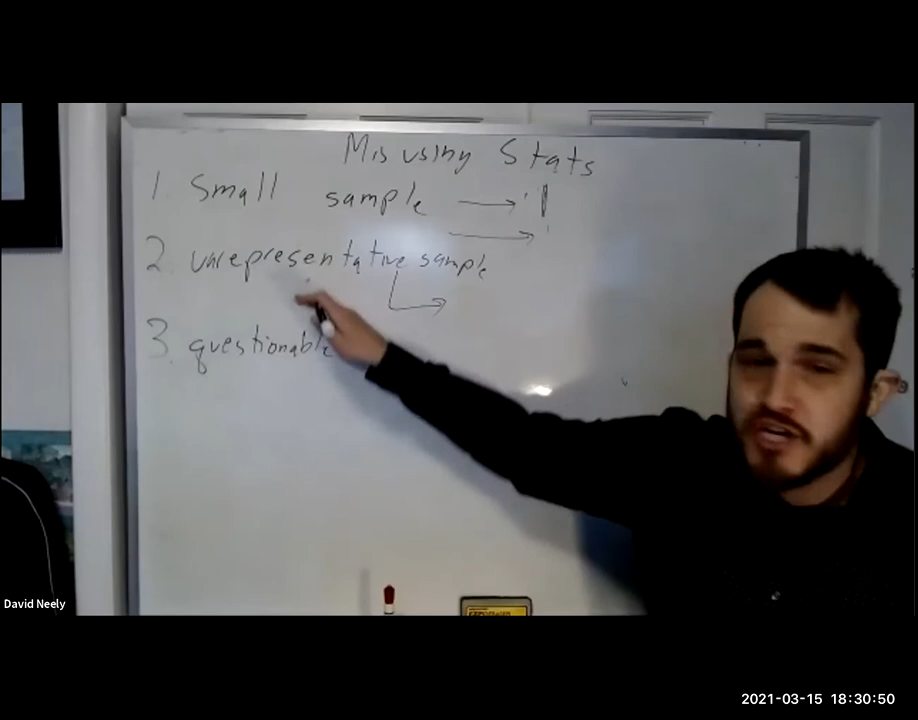 Misusing Stats
1. Small sample
2. unrepresentative sample
3. questionable
David Neely
2021-03-15 18:30:50